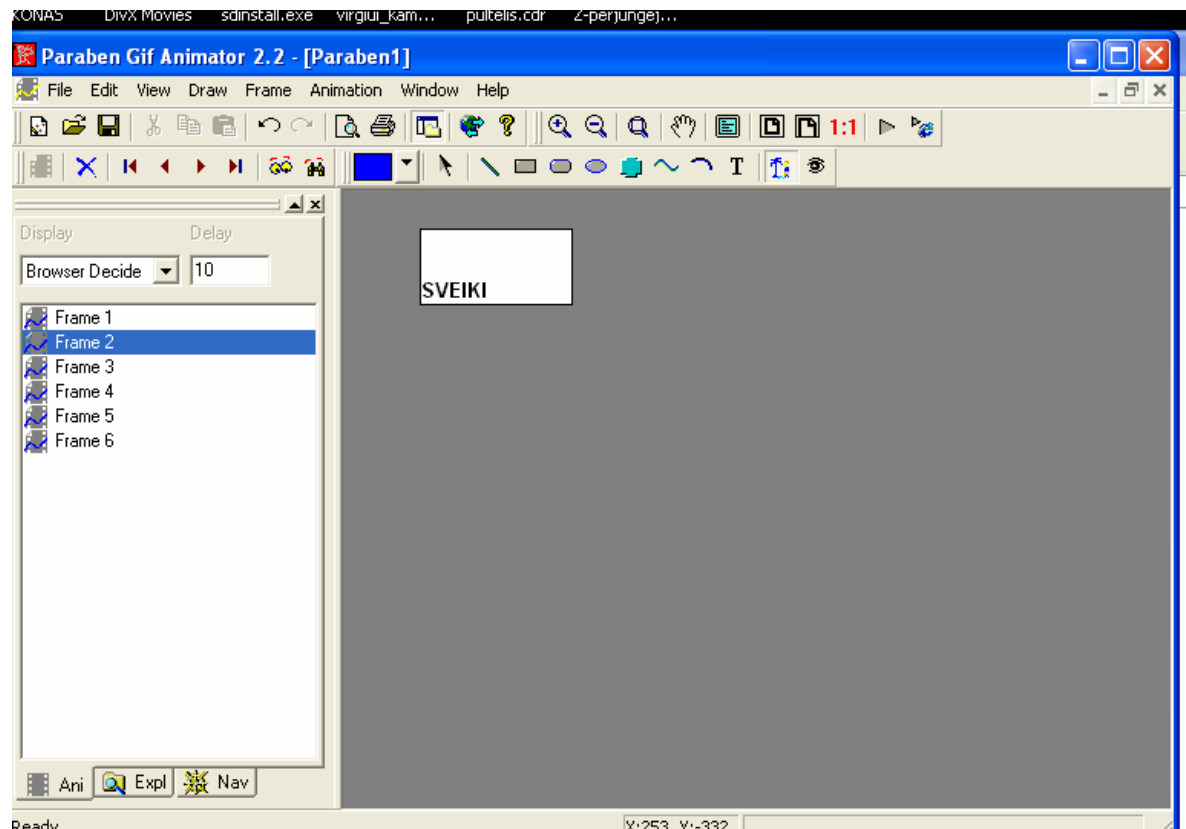 KONAS DivX Movies sdinstall.exe virgiui_kam... pultelis.cdr 2-perjungej...
Paraben Gif Animator 2.2 - [Paraben1]
File Edit View Draw Frame Animation Window Help
1:1
T
Display Delay
Browser Decide 10
SVEIKI
Frame 1
Frame 2
Frame 3
Frame 4
Frame 5
Frame 6
Ani Expl Nav
Ready X:253 Y:-332